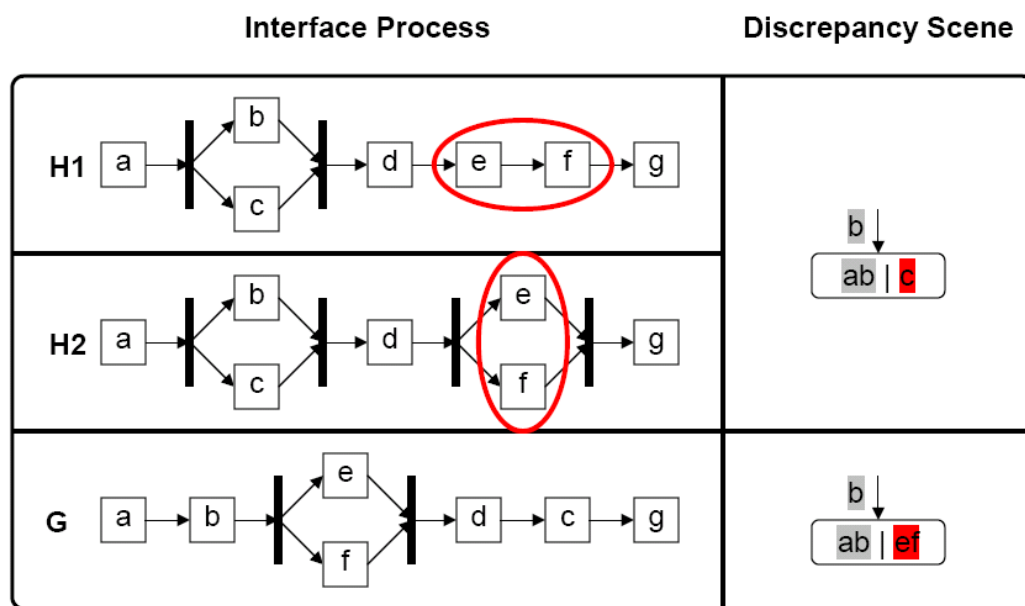 Interface Process
Discrepancy Scene
H1
a
b
c
d
e
f
g
b
ab | c
H2
a
b
c
d
e
f
g
G
a
b
e
f
d
c
g
b
ab | ef